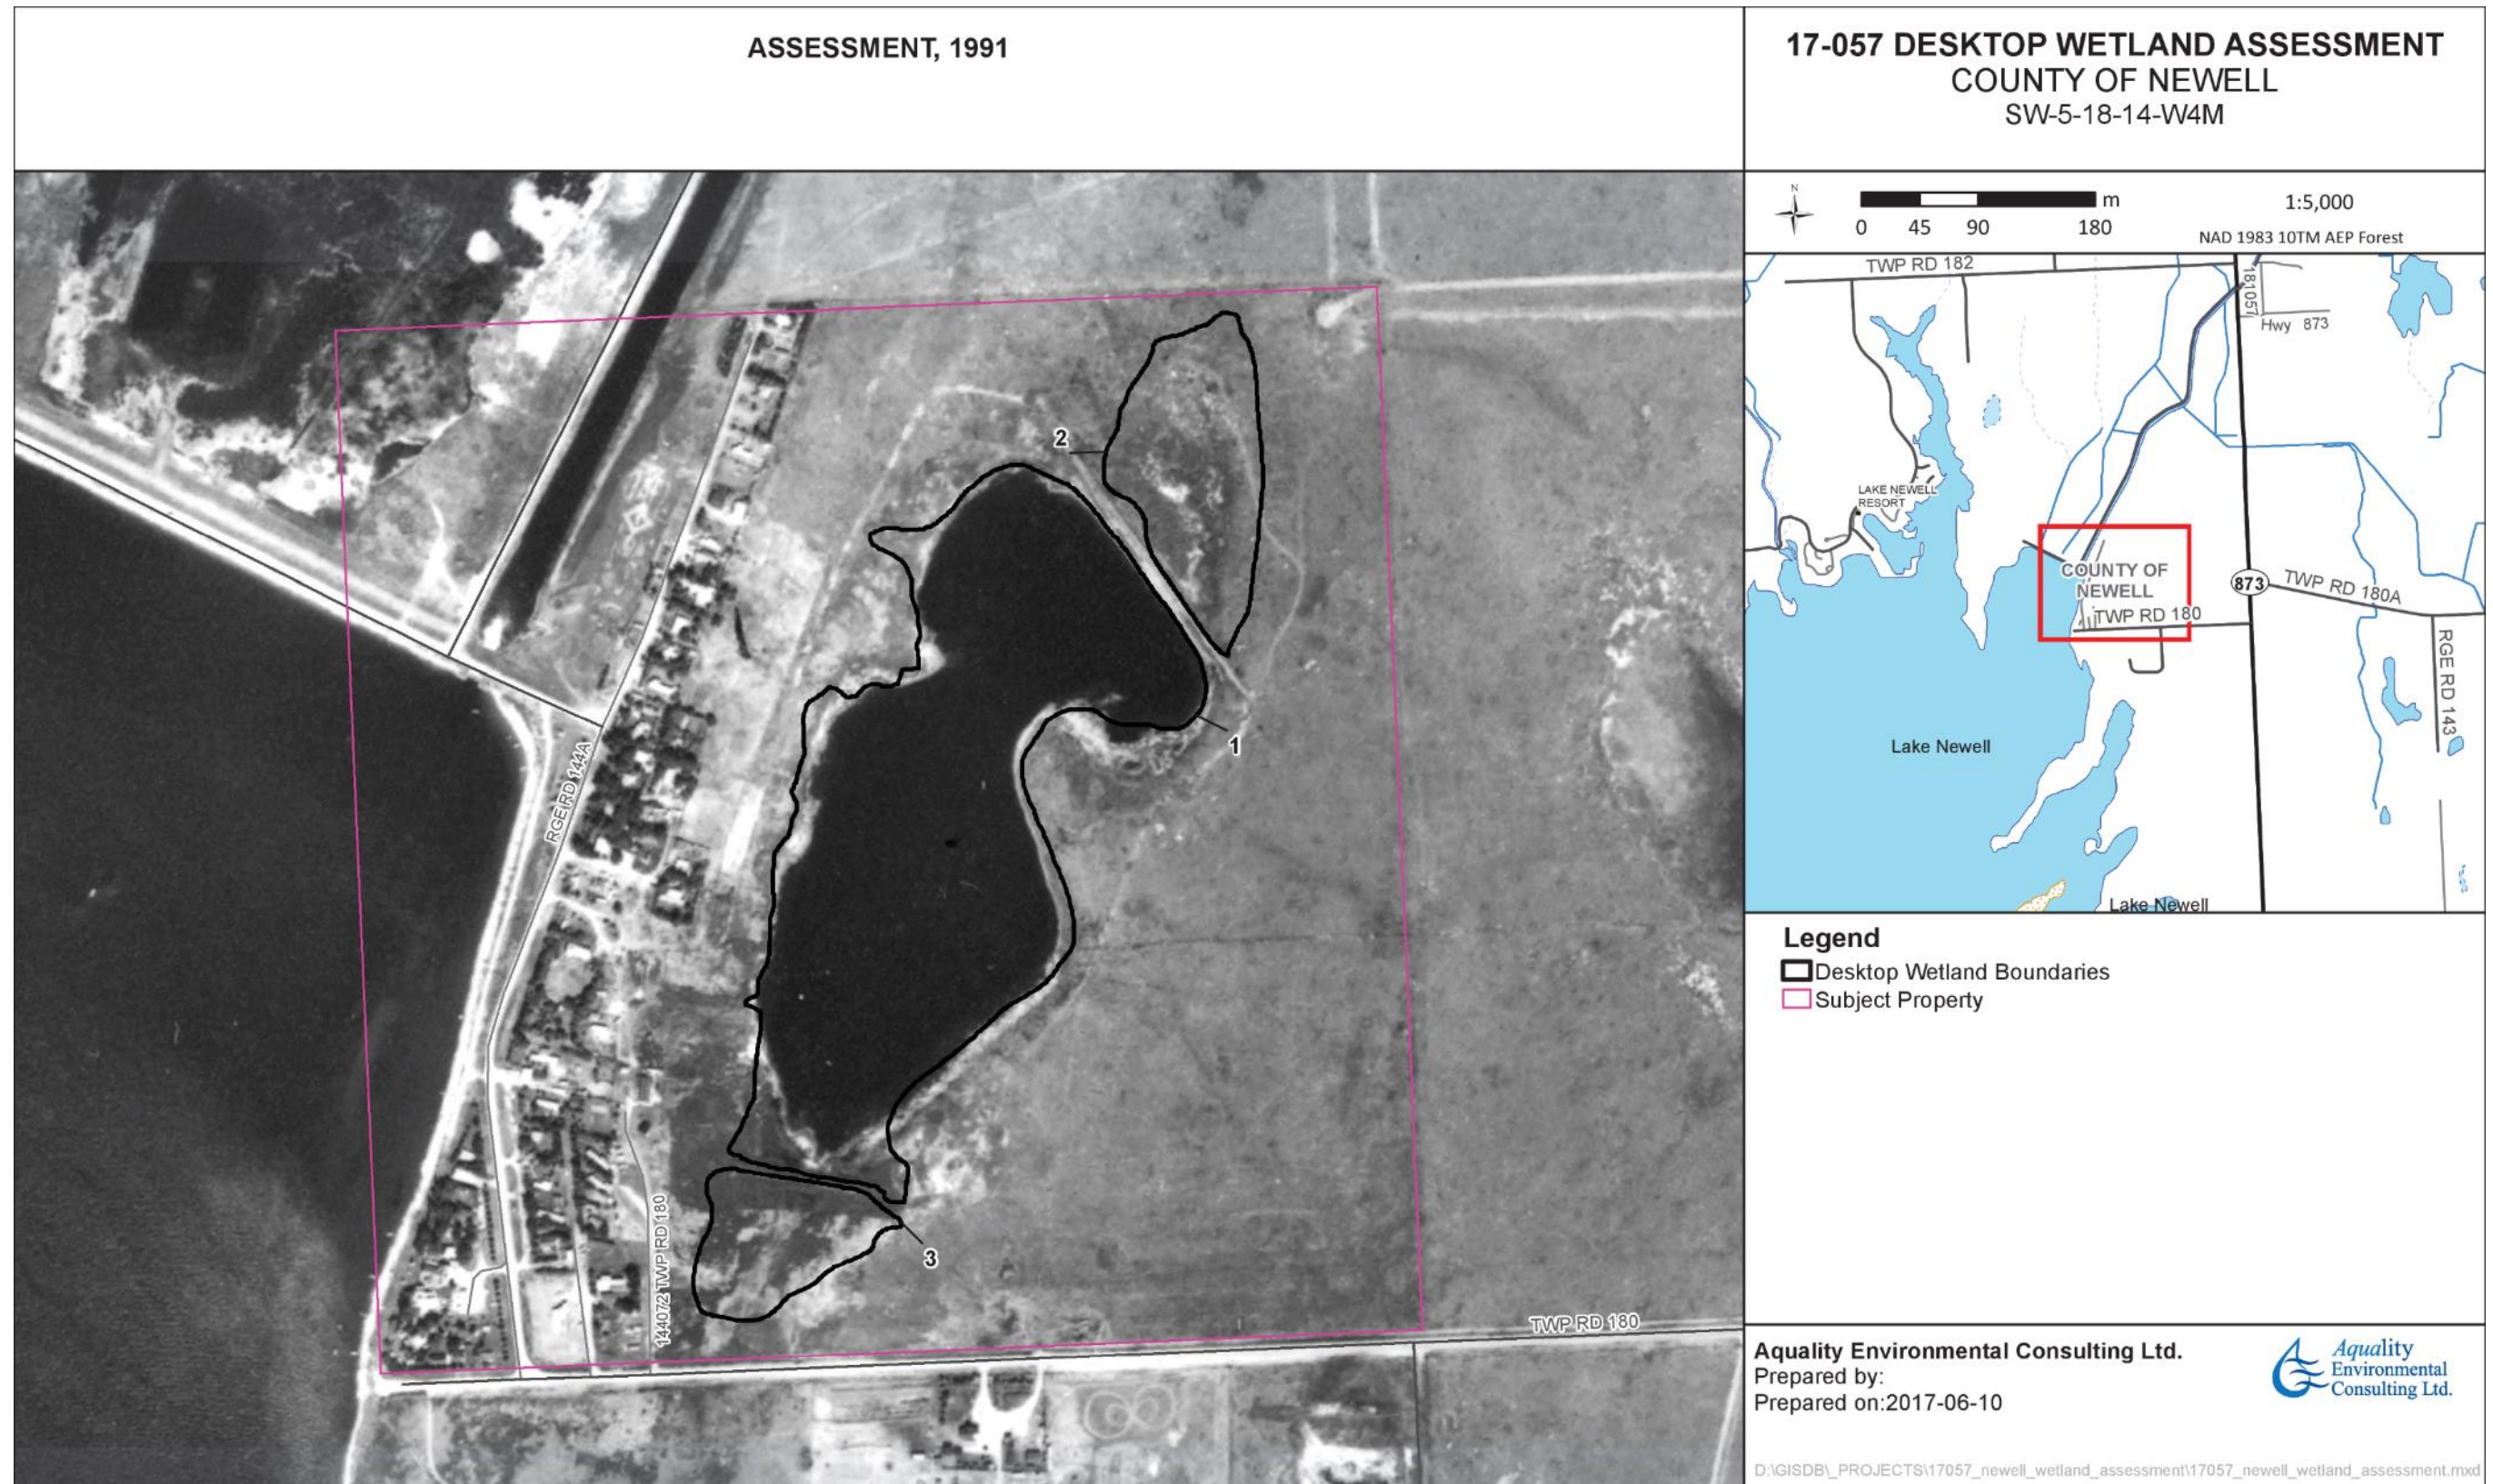 ASSESSMENT, 1991
17-057 DESKTOP WETLAND ASSESSMENT
COUNTY OF NEWELL
SW-5-18-14-W4M
N
m
0 45 90 180
1:5,000
NAD 1983 10TM AEP Forest
TWP RD 182
181057
Hwy 873
LAKE NEWELL
RESORT
COUNTY OF
NEWELL
TWP RD 180
873
TWP RD 180A
RGE RD 143
Lake Newell
Lake Newell
2
1
3
RGE RD 144A
144072 TWP RD 180
TWP RD 180
Legend
Desktop Wetland Boundaries
Subject Property
Aquality Environmental Consulting Ltd.
Prepared by:
Prepared on:2017-06-10
Aquality
Environmental
Consulting Ltd.
D:\GISDB\_PROJECTS\17057_newell_wetland_assessment\17057_newell_wetland_assessment.mxd